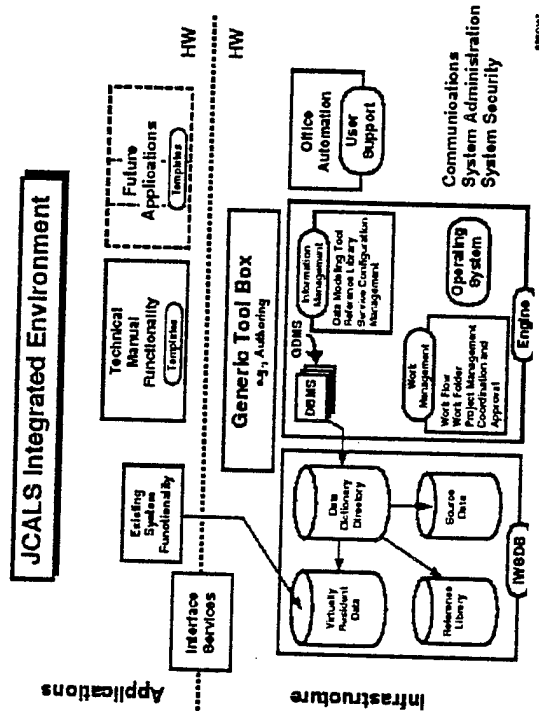 JCALS Integrated Environment
Applications
Existing
System
Functionality
Technical
Manual
Functionality
Templates
Future
Applications
Templates
HW
Interface
Services
HW
Infrastructure
Generic Tool Box
e.g., Authoring
Virtually
Resident
Data
Data
Dictionary
Directory
Reference
Library
Source
Data
IWSDB
DBMS
GDMS
Information
Management
Data Modeling Tool
Reference Library
Service Configuration
Management
Work
Management
Work Flow
Work Folder
Project Management
Coordination and
Approval
Operating
System
Engine
Office
Automation
User
Support
Communications
System Administration
System Security